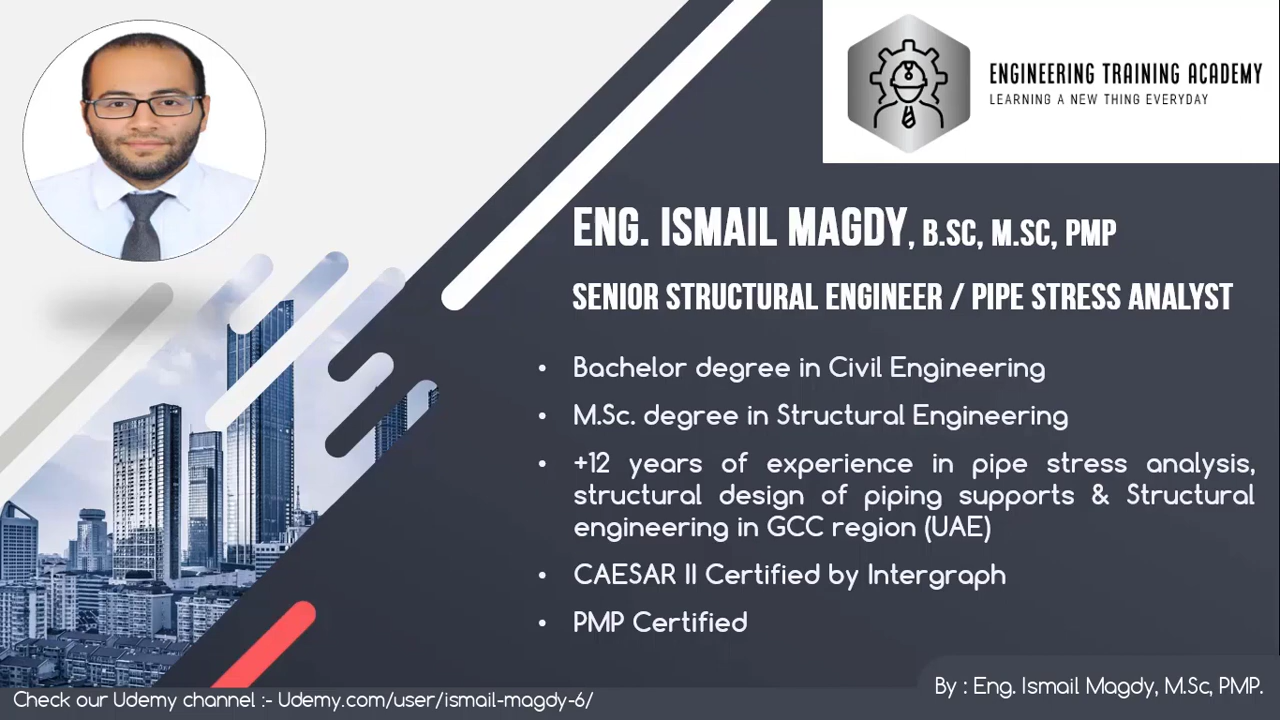 ENGINEERING TRAINING ACADEMY
LEARNING A NEW THING EVERYDAY
ENG. ISMAIL MAGDY, B.SC, M.SC, PMP
SENIOR STRUCTURAL ENGINEER / PIPE STRESS ANALYST
• Bachelor degree in Civil Engineering
• M.Sc. degree in Structural Engineering
• +12 years of experience in pipe stress analysis,
structural design of piping supports & Structural
engineering in GCC region (UAE)
• CAESAR II Certified by Intergraph
• PMP Certified
By : Eng. Ismail Magdy, M.Sc, PMP.
Check our Udemy channel :- Udemy.com/user/ismail-magdy-6/